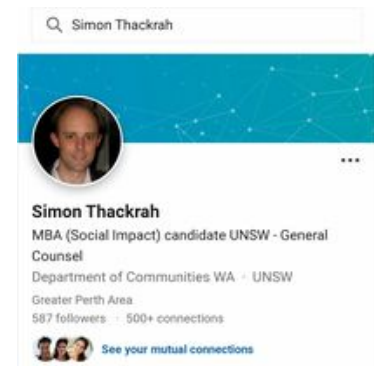 Simon Thackrah
Simon Thackrah
MBA (Social Impact) candidate UNSW - General
Counsel
Department of Communities WA · UNSW
Greater Perth Area
587 followers · 500+ connections
See your mutual connections